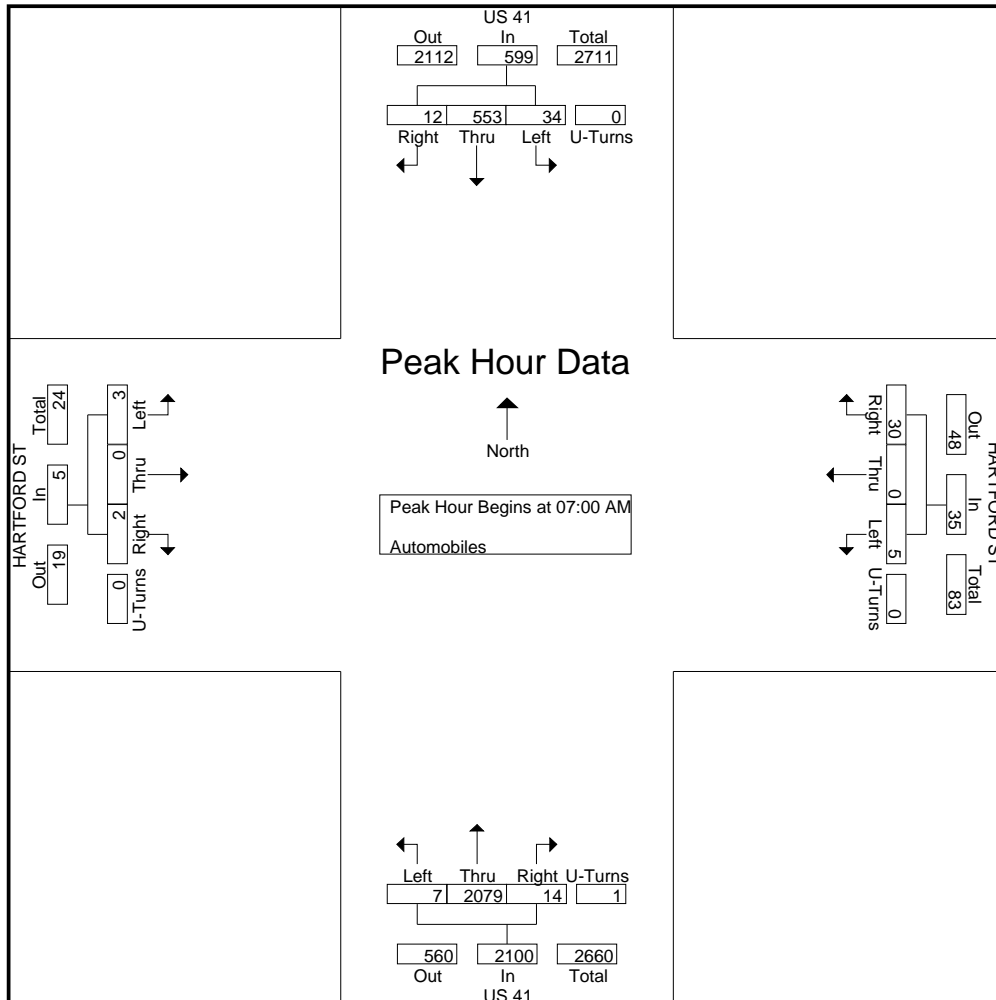 US 41
Out In Total
2112 599 2711
12 553 34 0
Right Thru Left U-Turns
Peak Hour Data
North
Peak Hour Begins at 07:00 AM
Automobiles
HARTFORD ST
Total In Out
24 5 19
3 0 2 0
Left Thru Right U-Turns
Right Thru Left U-Turns
30 0 5 0
48 35 83
Out In Total
HARTFORD ST
Left Thru Right U-Turns
7 2079 14 1
560 2100 2660
Out In Total
US 41